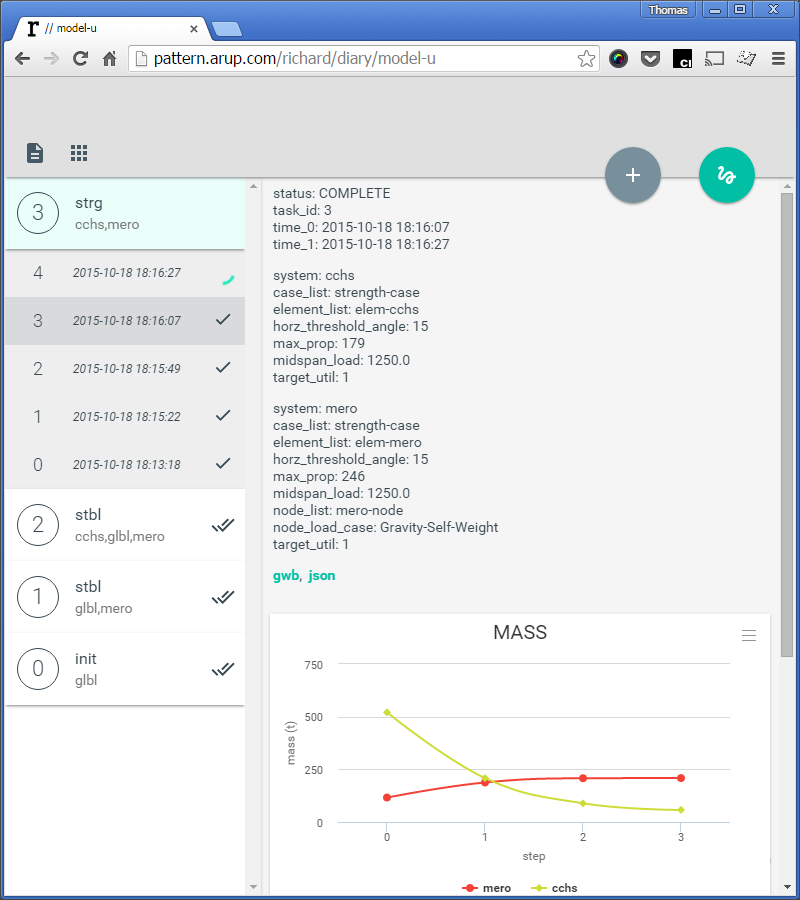 Thomas
r // model-u
pattern.arup.com/richard/diary/model-u
3
strg
cchs,mero
4 2015-10-18 18:16:27
3 2015-10-18 18:16:07
2 2015-10-18 18:15:49
1 2015-10-18 18:15:22
0 2015-10-18 18:13:18
2
stbl
cchs,glbl,mero
1
stbl
glbl,mero
0
init
glbl
status: COMPLETE
task_id: 3
time_0: 2015-10-18 18:16:07
time_1: 2015-10-18 18:16:27
system: cchs
case_list: strength-case
element_list: elem-cchs
horz_threshold_angle: 15
max_prop: 179
midspan_load: 1250.0
target_util: 1
system: mero
case_list: strength-case
element_list: elem-mero
horz_threshold_angle: 15
max_prop: 246
midspan_load: 1250.0
node_list: mero-node
node_load_case: Gravity-Self-Weight
target_util: 1
gwb, json
MASS
mass (t)
750
500
250
0
0 1 2 3
step
mero cchs